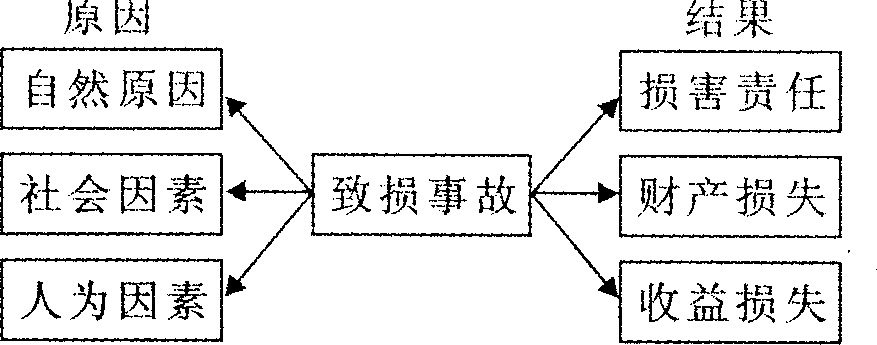 原因
结果
自然原因
损害责任
社会因素
致损事故
财产损失
人为因素
收益损失